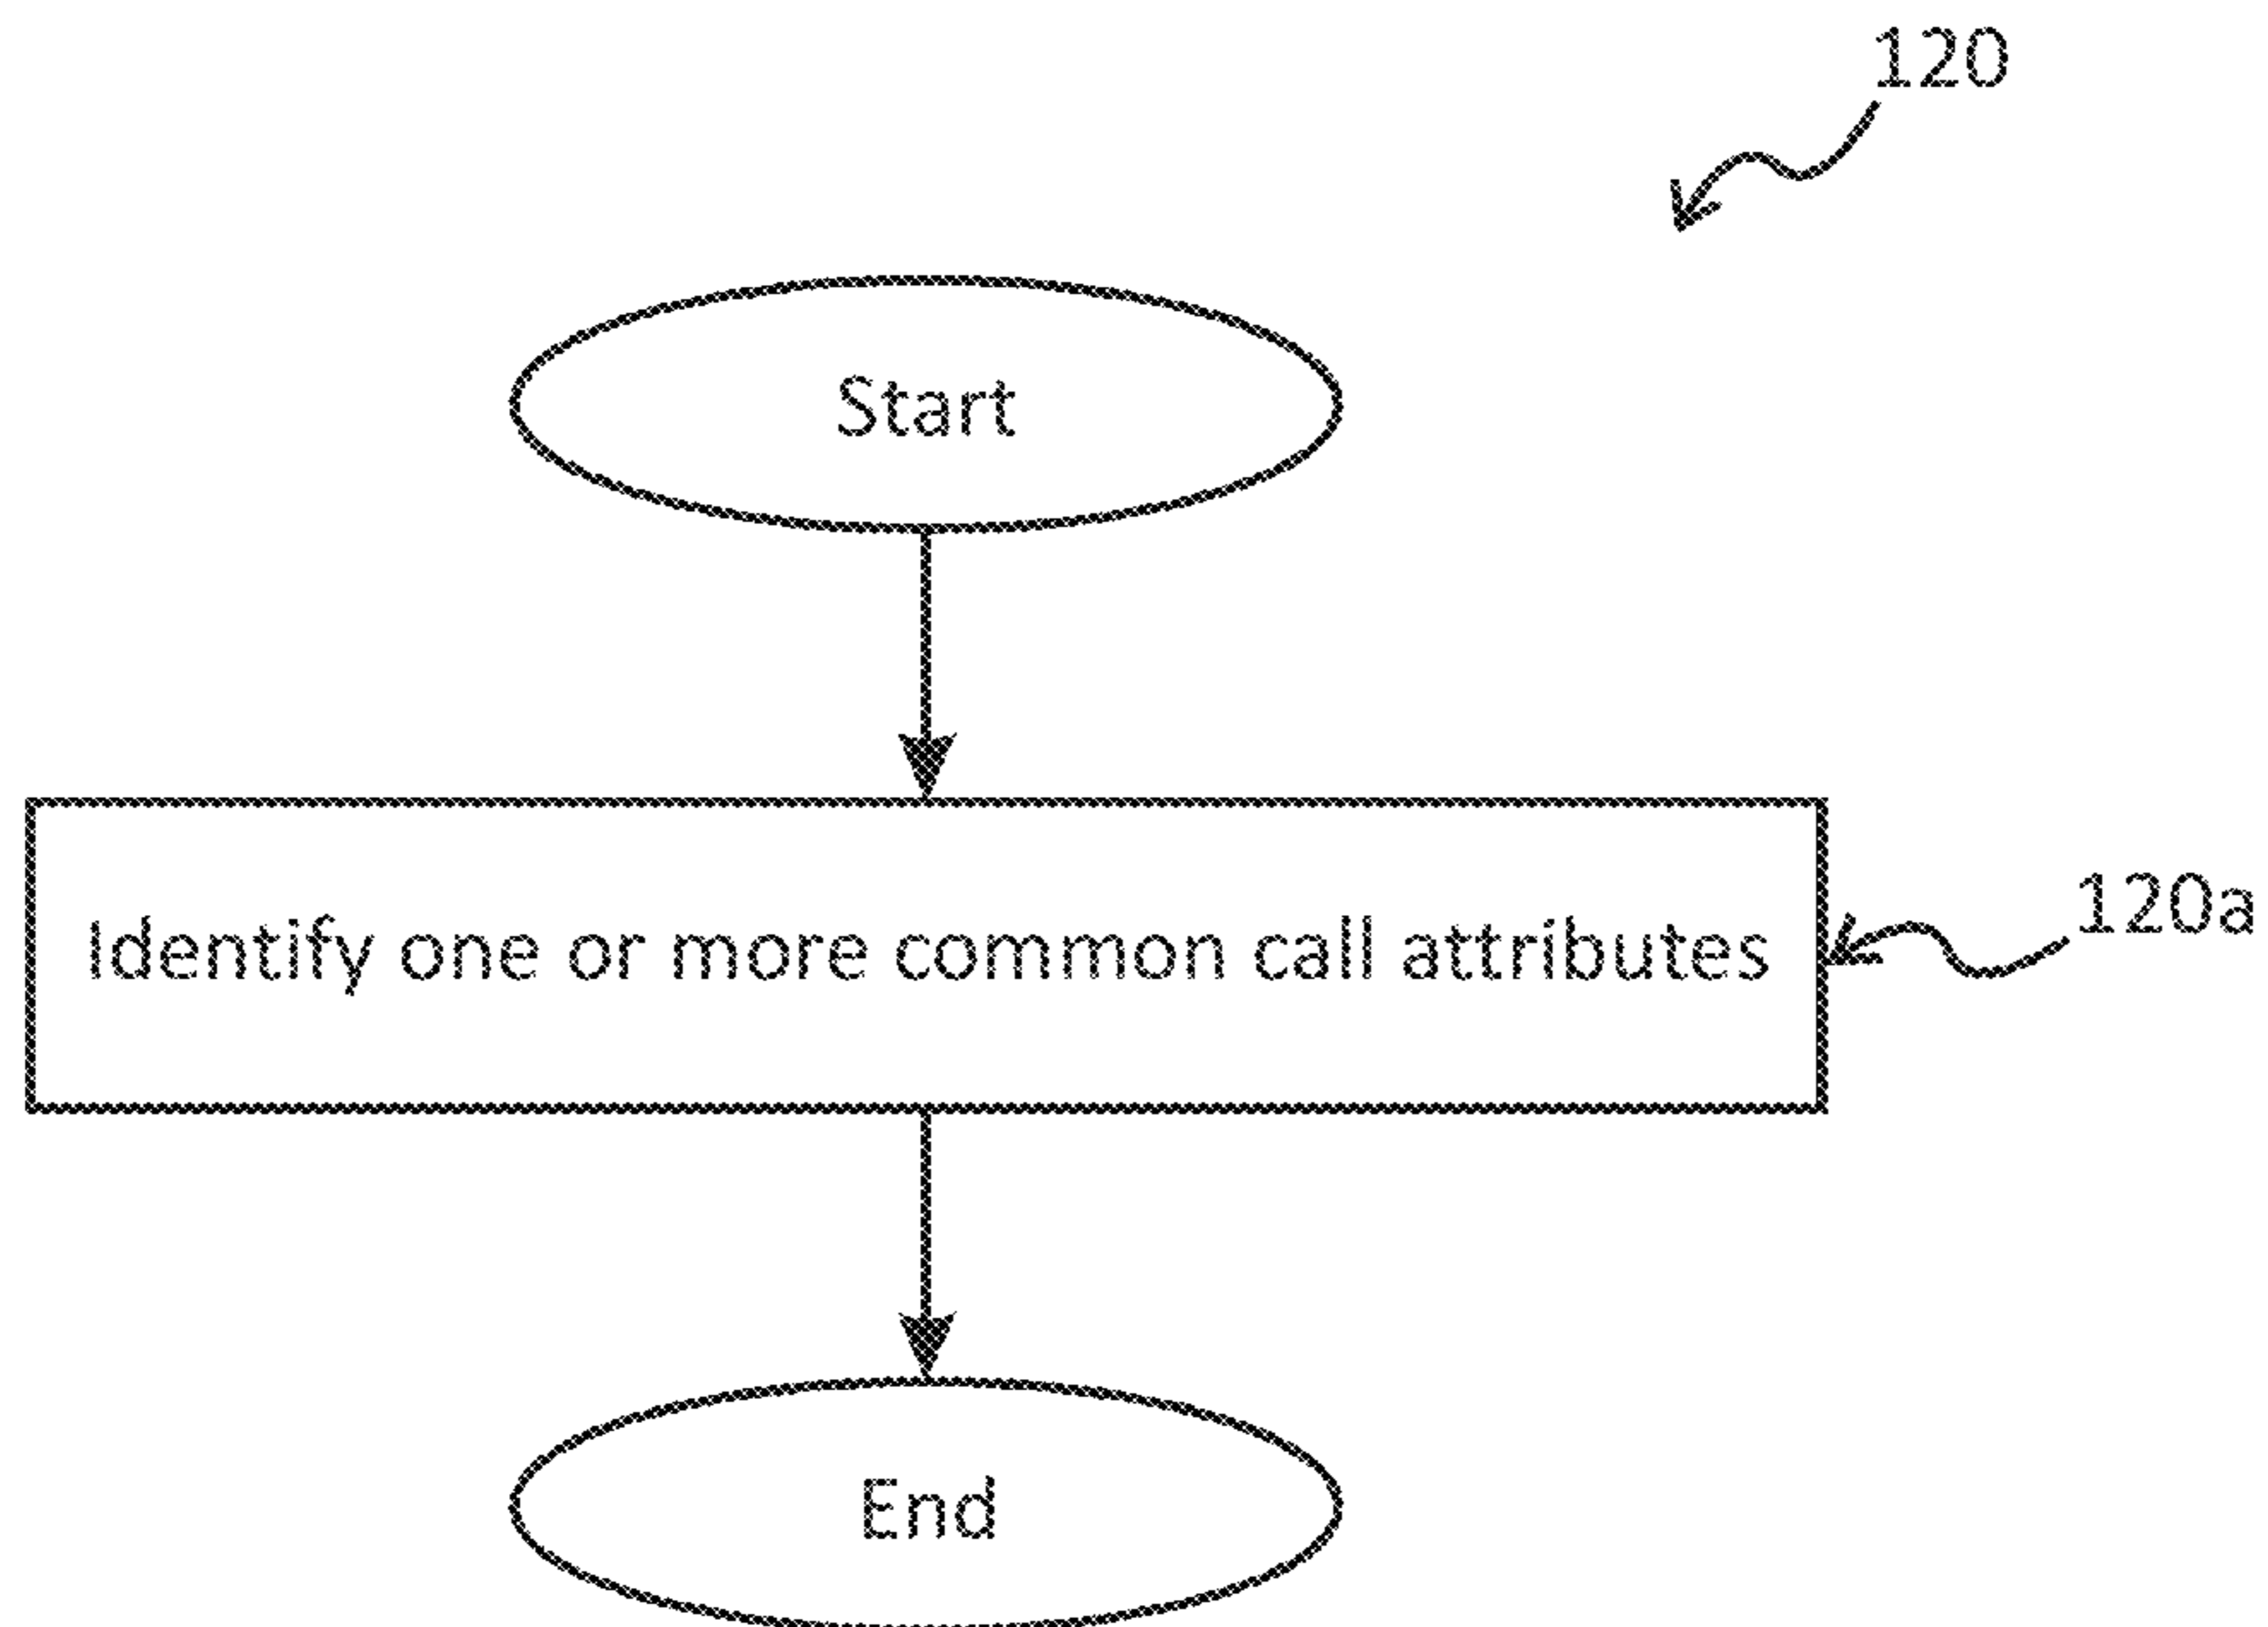 120
Start
Identify one or more common call attributes
120a
End